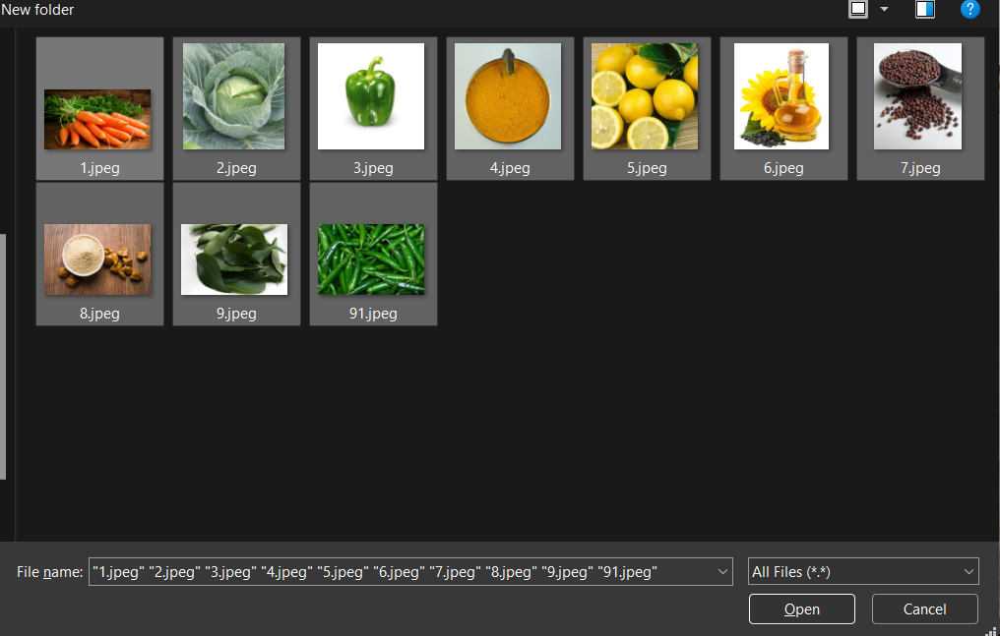 New folder
?
1.jpeg
2.jpeg
3.jpeg
4.jpeg
5.jpeg
6.jpeg
7.jpeg
8.jpeg
9.jpeg
91.jpeg
File name: "1.jpeg" "2.jpeg" "3.jpeg" "4.jpeg" "5.jpeg" "6.jpeg" "7.jpeg" "8.jpeg" "9.jpeg" "91.jpeg"
All Files (*.*)
Open
Cancel